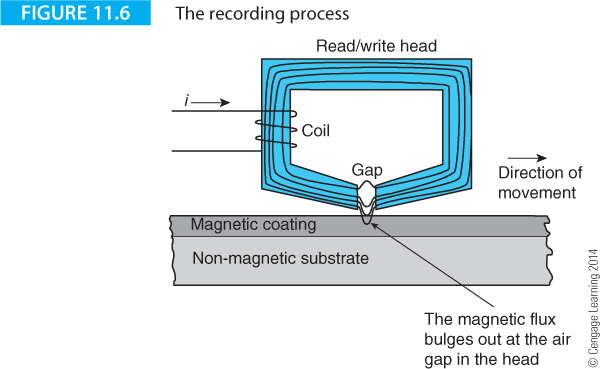 FIGURE 11.6
The recording process
Read/write head
i
Coil
Gap
Direction of
movement
Magnetic coating
Non-magnetic substrate
The magnetic flux
bulges out at the air
gap in the head
© Cengage Learning 2014